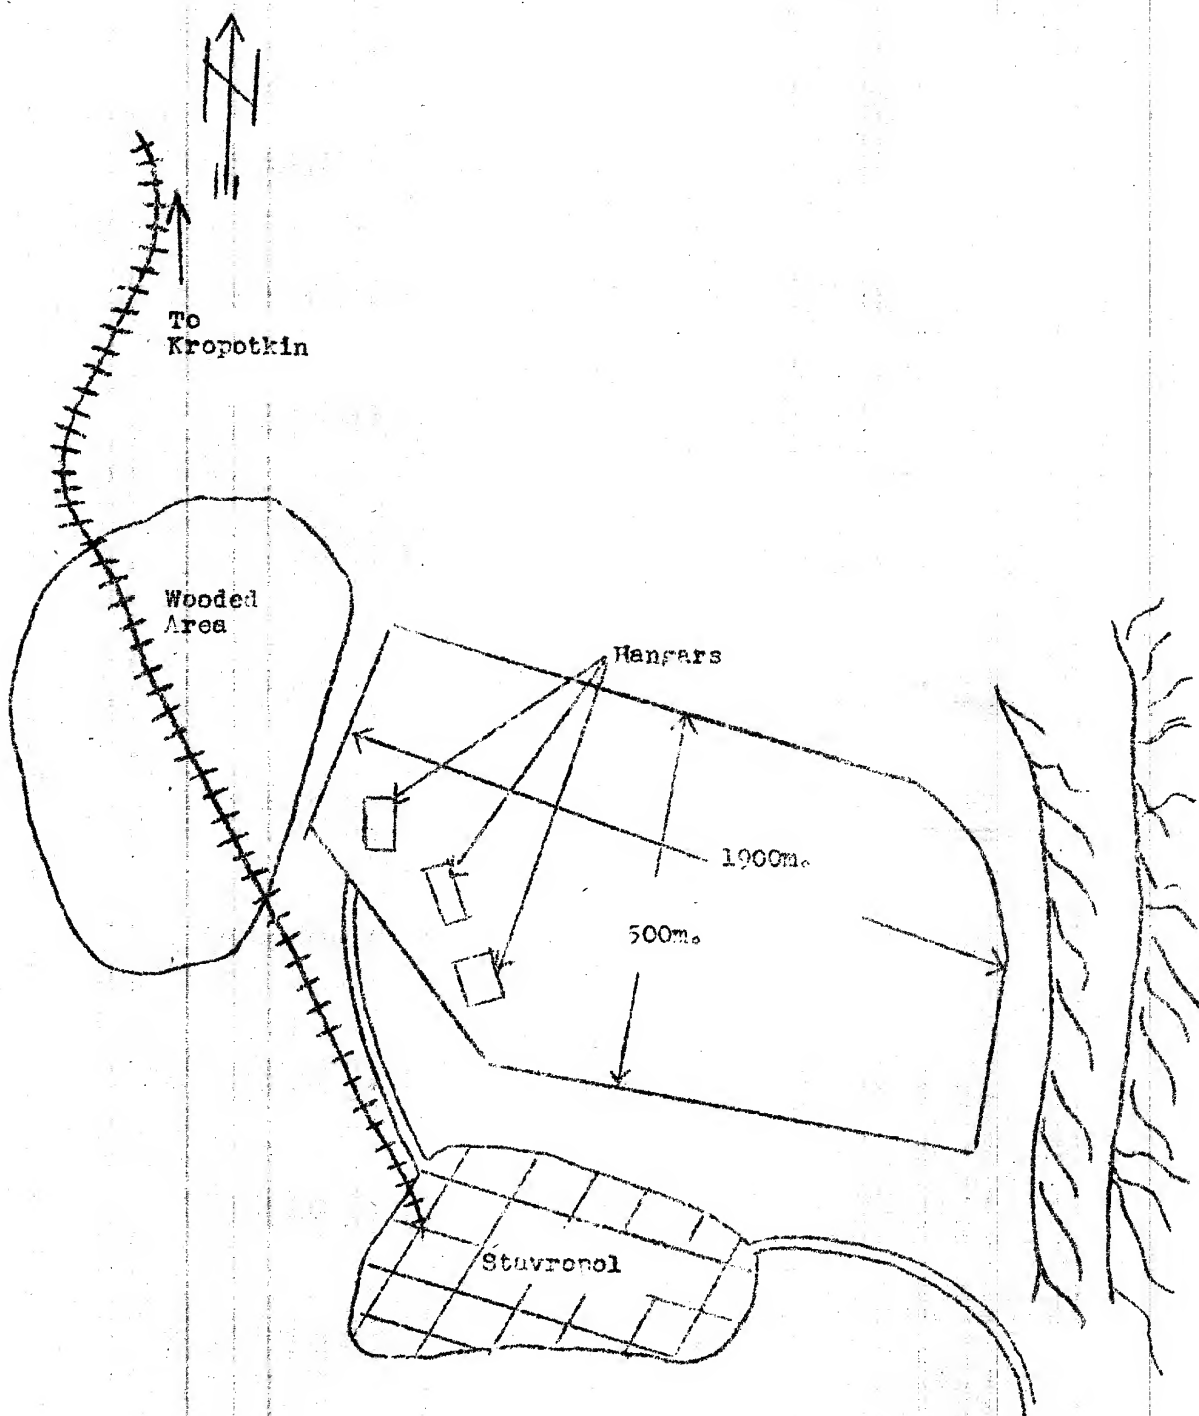 N
To
Kropotkin
Wooded
Area
Hangars
1900m.
500m.
Stavropol